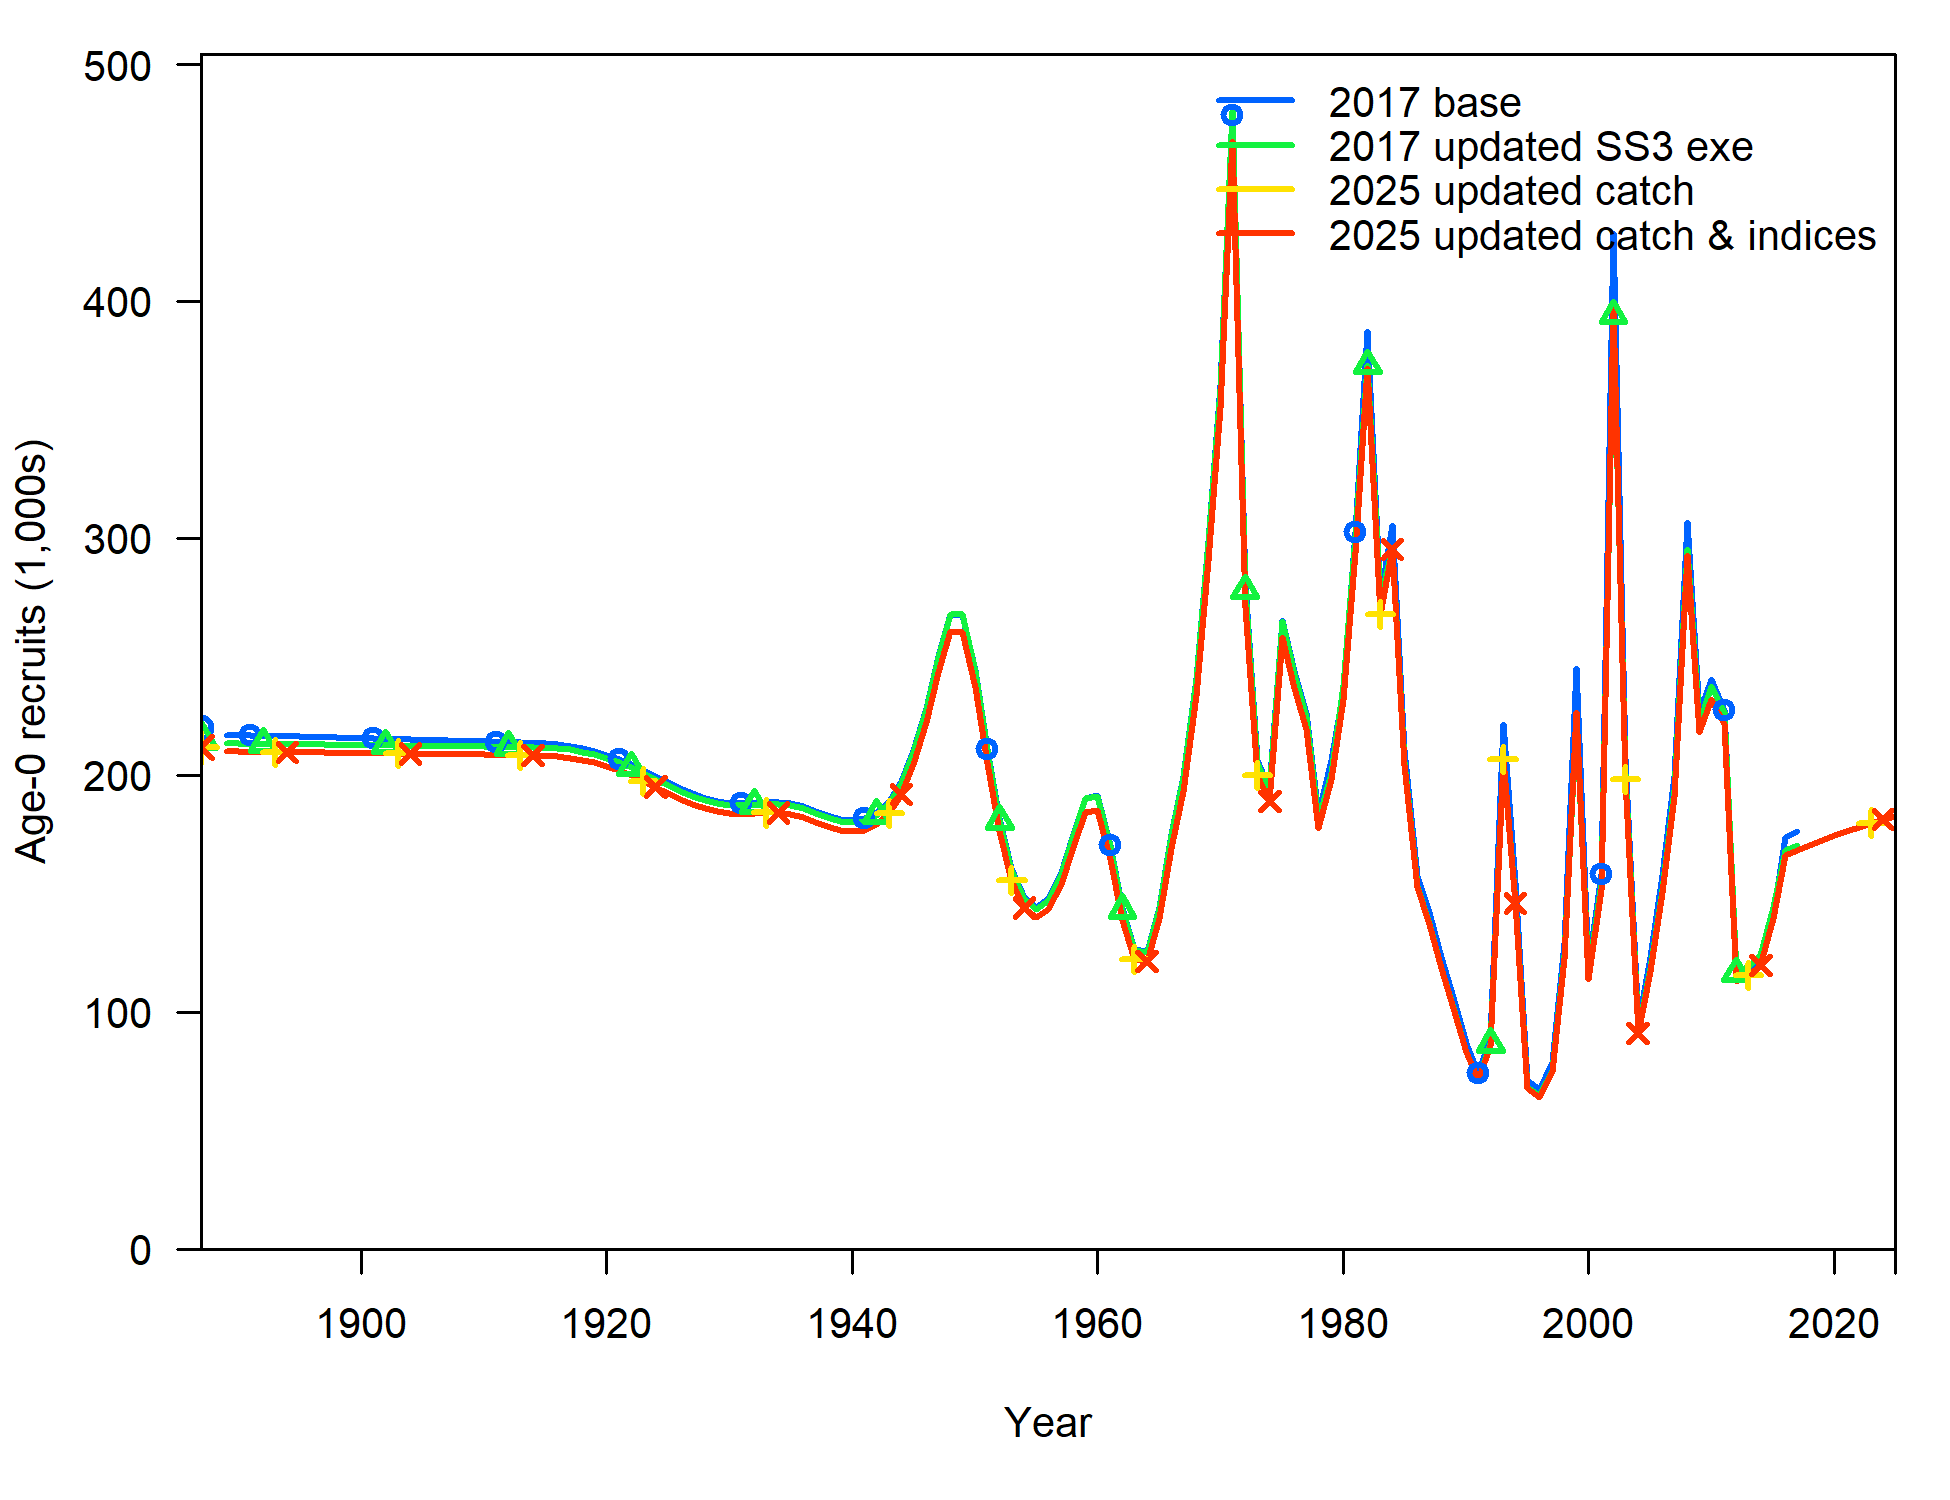 500
400
300
200
100
0
Age-0 recruits (1,000s)
2017 base
2017 updated SS3 exe
2025 updated catch
2025 updated catch & indices
1900 1920 1940 1960 1980 2000 2020
Year